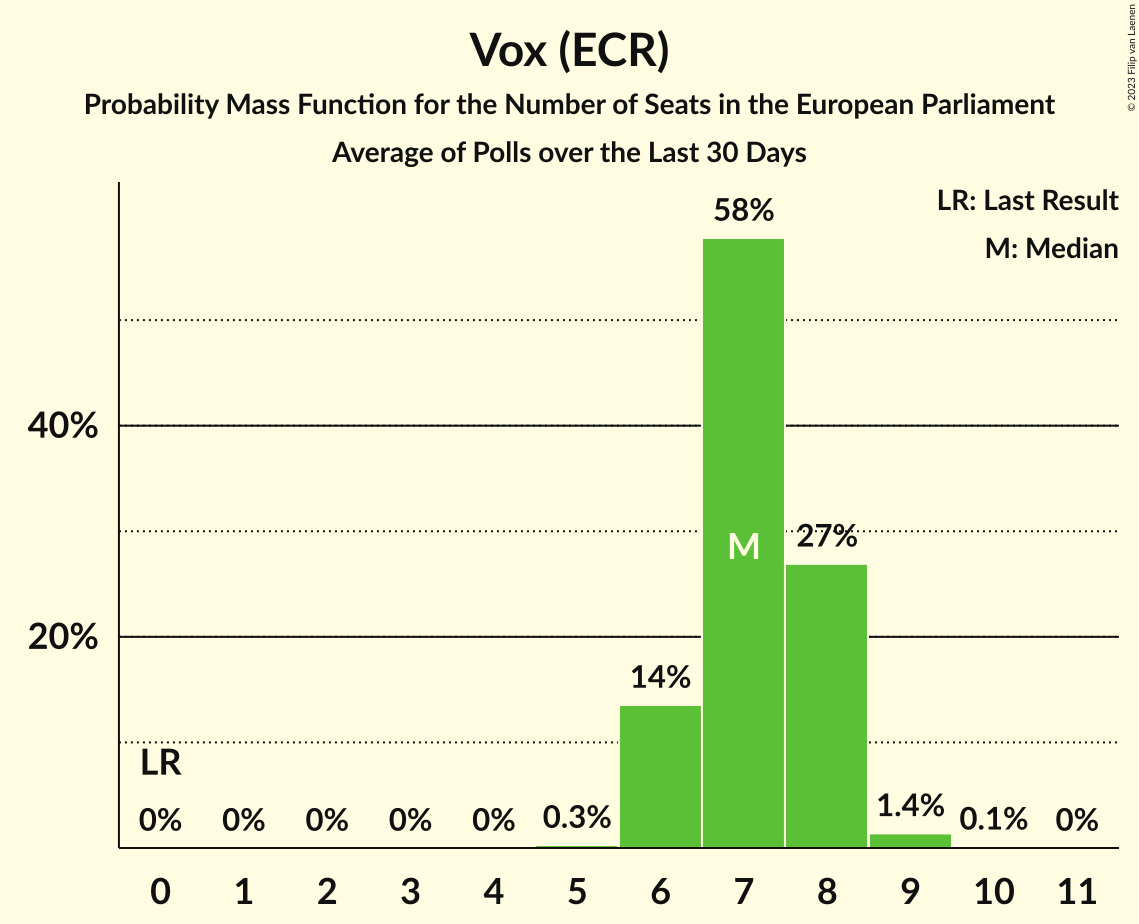 Vox (ECR)
Probability Mass Function for the Number of Seats in the European Parliament
Average of Polls over the Last 30 Days
© 2023 Filip van Laenen
LR: Last Result
M: Median
58%
40%
M
27%
20%
14%
LR
0% 0% 0% 0% 0% 0.3% 1.4% 0.1% 0%
0 1 2 3 4 5 6 7 8 9 10 11